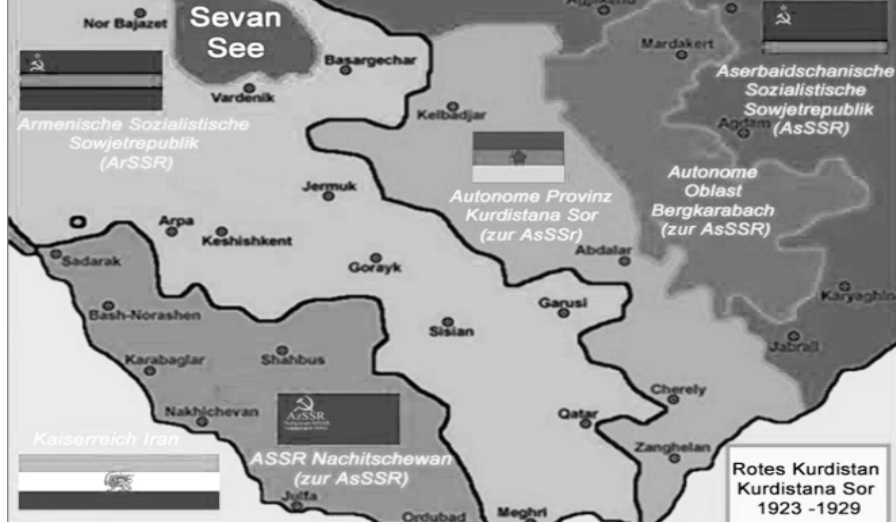 Nor Bajazet
Sevan
See
Basargechar
Vardenik
Mardakert
Aserbaidschanische
Sozialistische
Sowjetrepublik
(AsSSR)
Armenische Sozialistische
Sowjetrepublik
(ArSSR)
Kelbadjar
Agdam
Autonome Provinz
Kurdistana Sor
(zur AsSSr)
Autonome
Oblast
Bergkarabach
(zur AsSSR)
Jermuk
Arpa
Keshishkent
Gorayk
Abdalar
Sadarak
Bash-Norashen
Garusi
Karyaghin
Sisian
Jabrail
Karabaglar
Shahbus
Nakhichevan
AzSSR
Cherely
Qatar
Kaiserreich Iran
ASSR Nachitschewan
(zur AsSSR)
Zanghelan
Julfa
Ordubad
Meghri
Rotes Kurdistan
Kurdistana Sor
1923 -1929